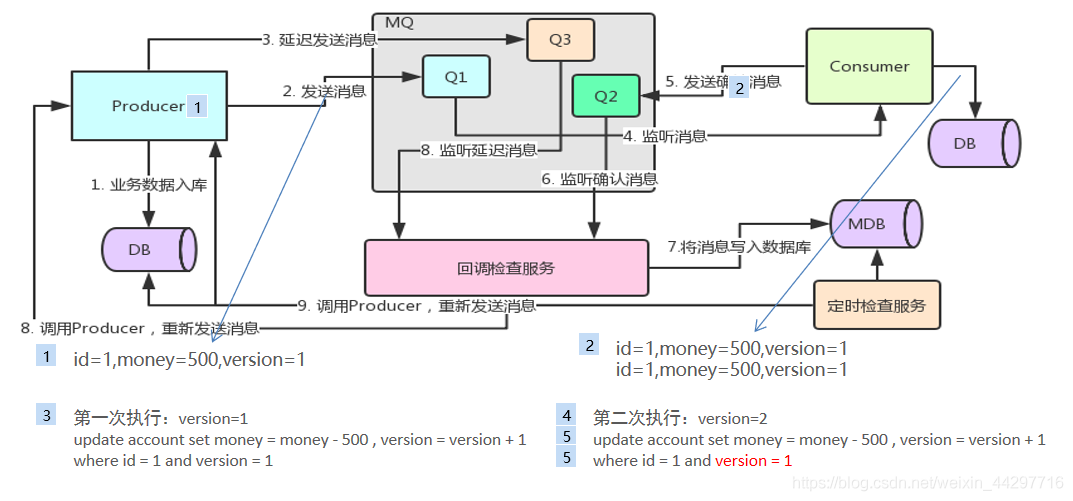 MQ
3. 延迟发送消息
Q3
Q1
Consumer
2. 发送消息
5. 发送确消息
2
Q2
Producer
1
4. 监听消息
DB
8. 监听延迟消息
1. 业务数据入库
6. 监听确认消息
MDB
DB
7.将消息写入数据库
回调检查服务
9. 调用Producer，重新发送消息
定时检查服务
8. 调用Producer，重新发送消息
1
id=1,money=500,version=1
2
id=1,money=500,version=1
id=1,money=500,version=1
3
第一次执行：version=1
update account set money = money - 500 , version = version + 1
where id = 1 and version = 1
4
第二次执行：version=2
5
update account set money = money - 500 , version = version + 1
5
where id = 1 and version = 1
https://blog.csdn.net/weixin_44297716